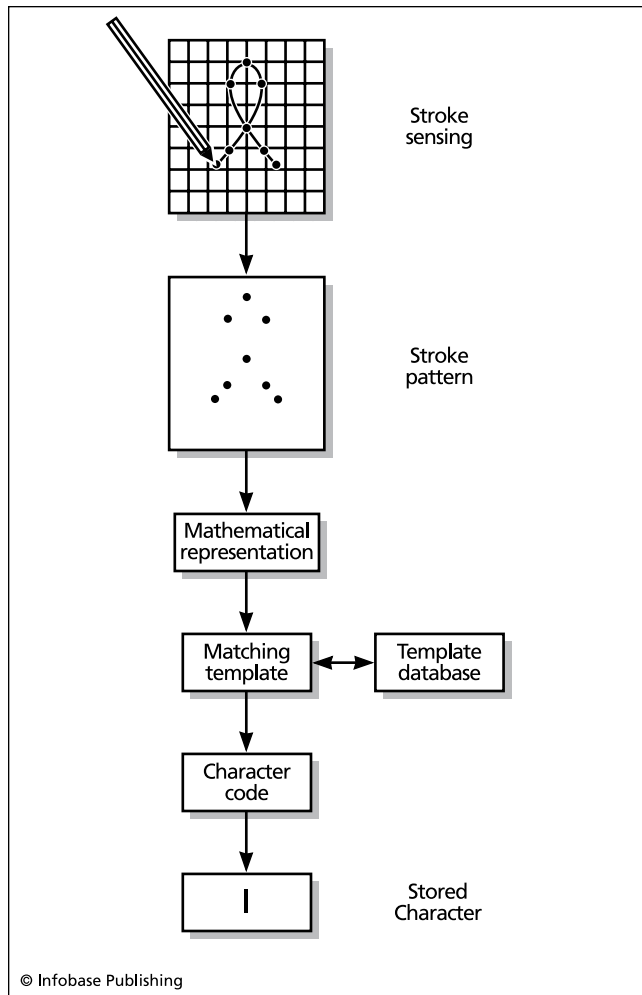 Stroke
sensing
Stroke
pattern
Mathematical
representation
Matching
template
Template
database
Character
code
l
Stored
Character
© Infobase Publishing